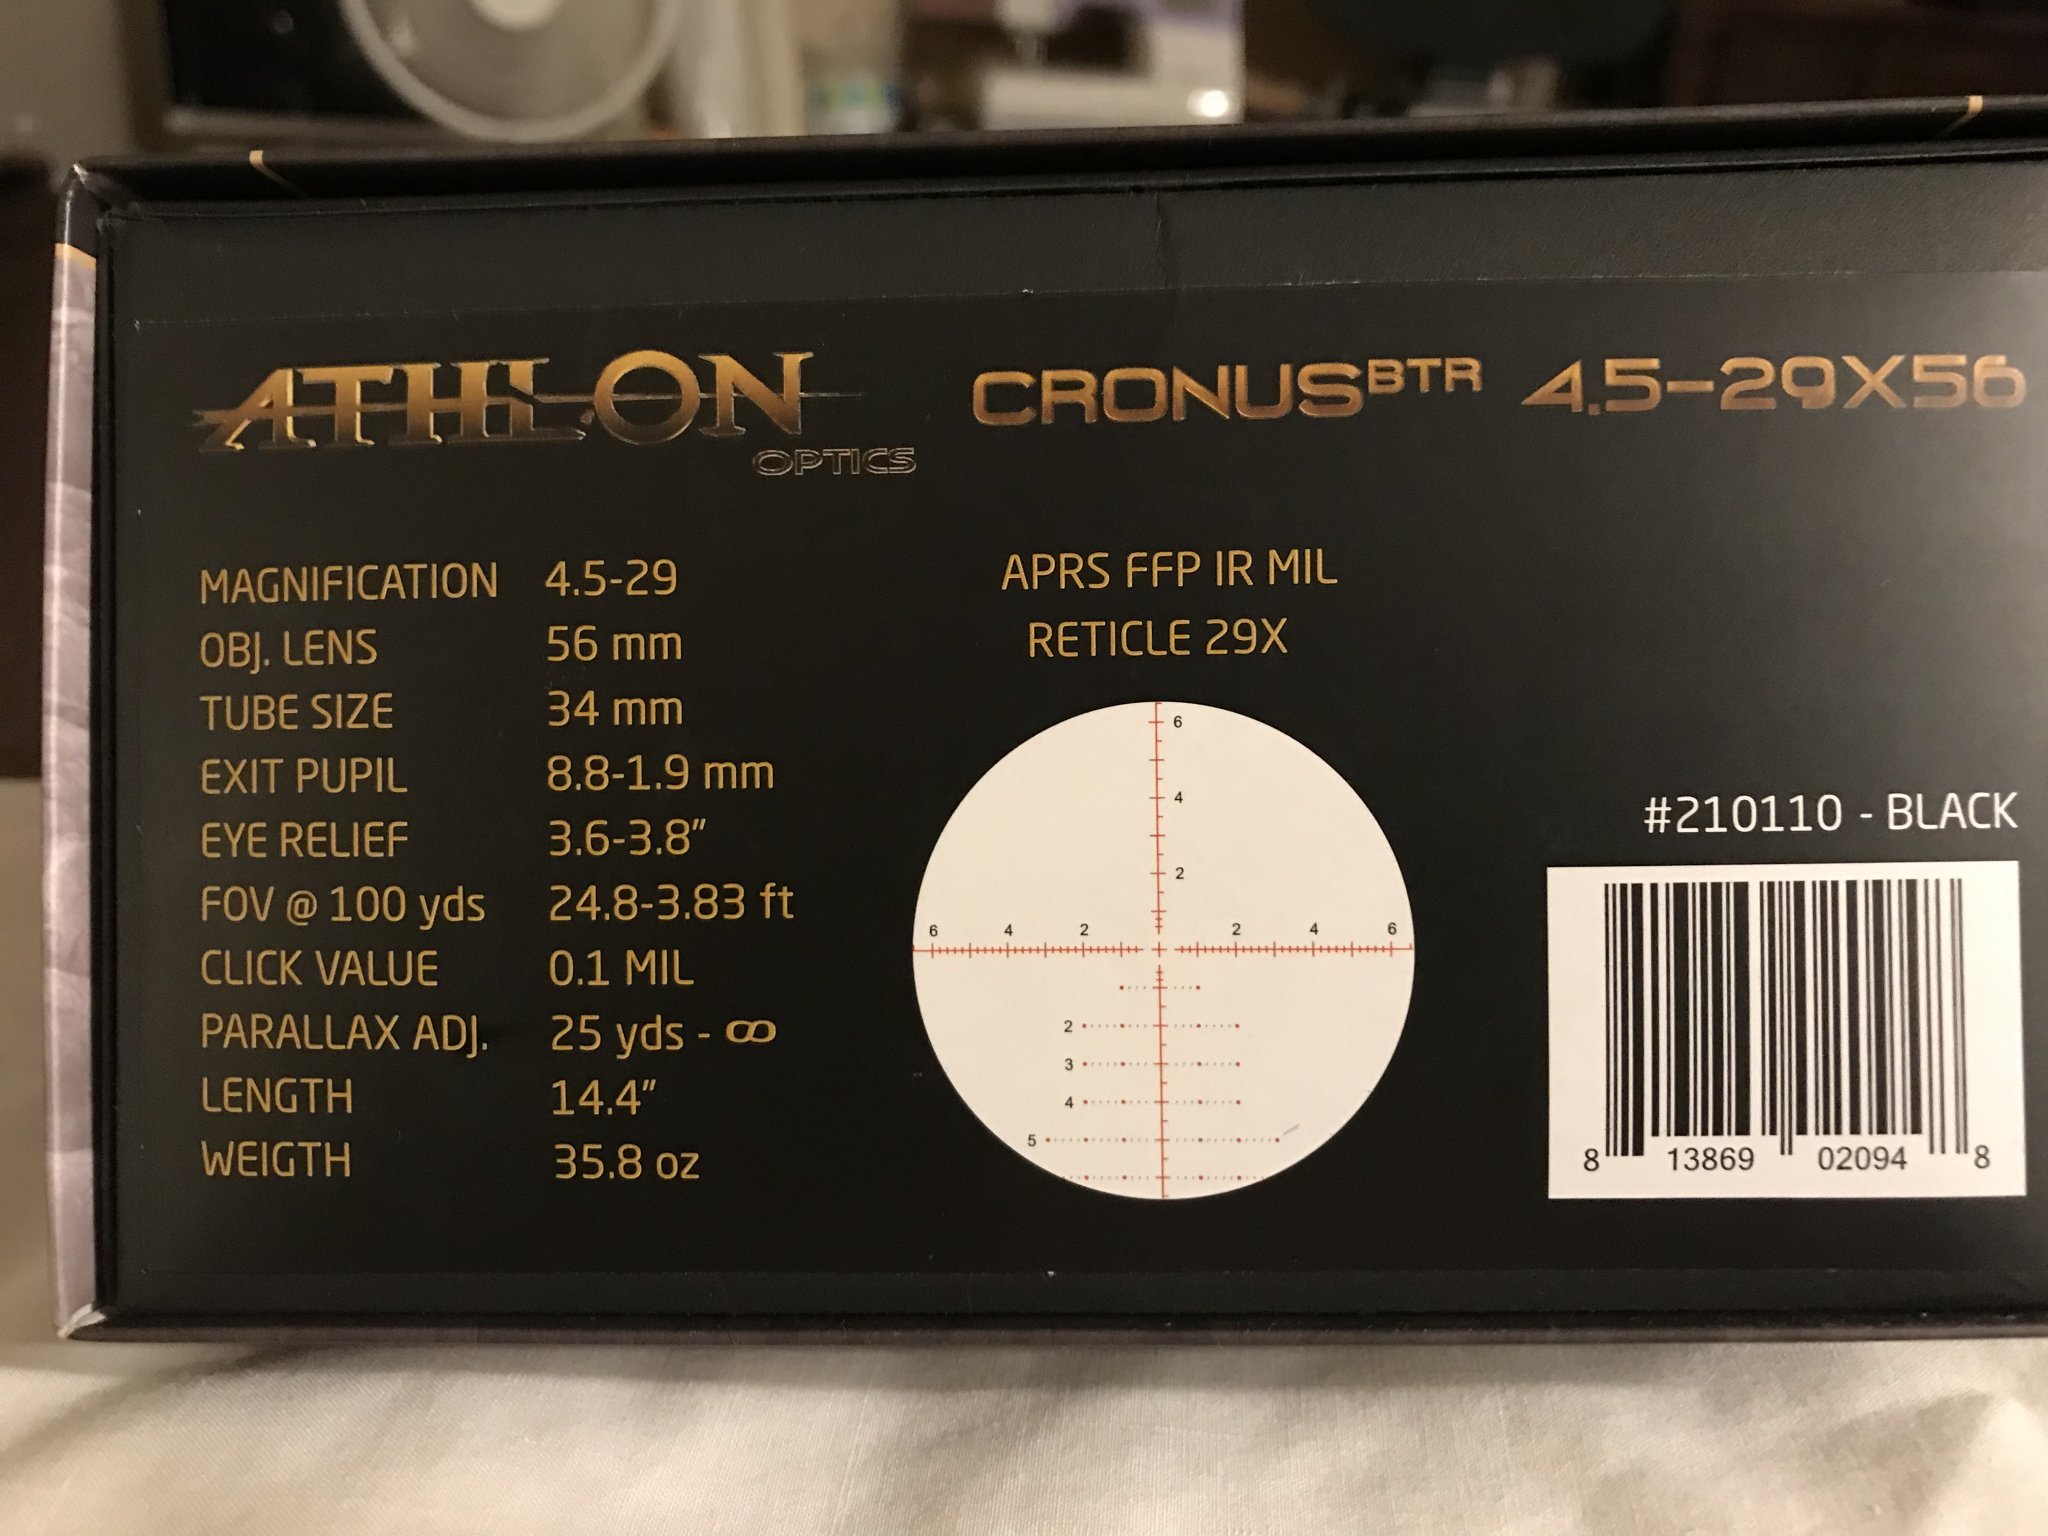 ATHLON
OPTICS
CRONUS BTR 4.5-29X56
MAGNIFICATION 4.5-29
OBJ. LENS 56 mm
TUBE SIZE 34 mm
EXIT PUPIL 8.8-1.9 mm
EYE RELIEF 3.6-3.8"
FOV @ 100 yds 24.8-3.83 ft
CLICK VALUE 0.1 MIL
PARALLAX ADJ. 25 yds - ∞
LENGTH 14.4"
WEIGTH 35.8 oz
APRS FFP IR MIL
RETICLE 29X
6
4
2
6 4 2 2 4 6
2
3
4
5
#210110 - BLACK
8 13869 02094 8